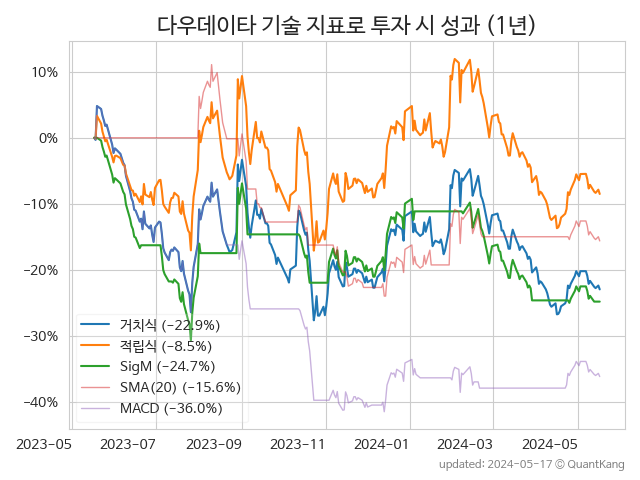 다우데이타 기술 지표로 투자 시 성과 (1년)
10%
0%
−10%
−20%
−30%
−40%
거치식 (−22.9%)
적립식 (−8.5%)
SigM (−24.7%)
SMA(20) (−15.6%)
MACD (−36.0%)
2023-05 2023-07 2023-09 2023-11 2024-01 2024-03 2024-05
updated: 2024-05-17 © QuantKang